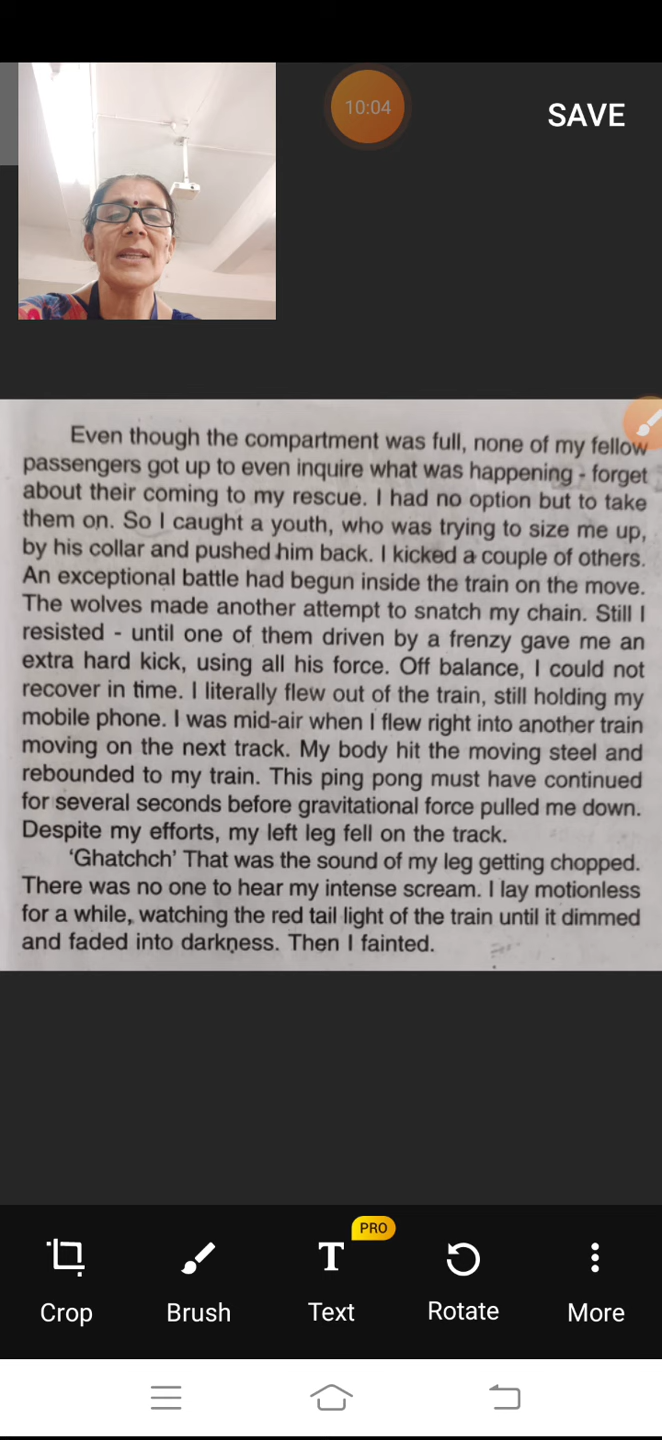 10:04
SAVE
Even though the compartment was full, none of my fellow
passengers got up to even inquire what was happening - forget
about their coming to my rescue. I had no option but to take
them on. So I caught a youth, who was trying to size me up,
by his collar and pushed him back. I kicked a couple of others.
An exceptional battle had begun inside the train on the move.
The wolves made another attempt to snatch my chain. Still I
resisted - until one of them driven by a frenzy gave me an
extra hard kick, using all his force. Off balance, I could not
recover in time. I literally flew out of the train, still holding my
mobile phone. I was mid-air when I flew right into another train
moving on the next track. My body hit the moving steel and
rebounded to my train. This ping pong must have continued
for several seconds before gravitational force pulled me down.
Despite my efforts, my left leg fell on the track.
‘Ghatchch’ That was the sound of my leg getting chopped.
There was no one to hear my intense scream. I lay motionless
for a while, watching the red tail light of the train until it dimmed
and faded into darkness. Then I fainted.
PRO
Crop Brush Text Rotate More